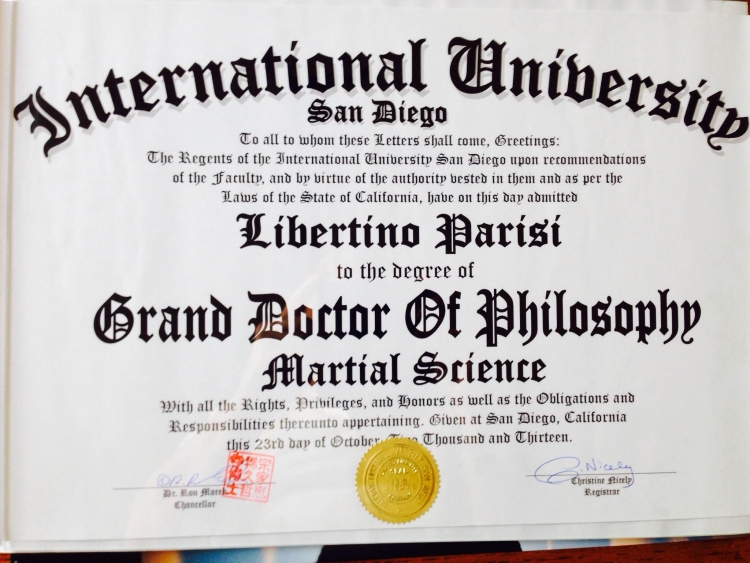 International University
San Diego
To all to whom these Letters shall come, Greetings:
The Regents of the International University San Diego upon recommendations
of the Faculty, and by virtue of the authority vested in them and as per the
Laws of the State of California, have on this day admitted
Libertino Parisi
to the degree of
Grand Doctor Of Philosophy
Martial Science
With all the Rights, Privileges, and Honors as well as the Obligations and
Responsibilities thereunto appertaining. Given at San Diego, California
this 23rd day of October, Two Thousand and Thirteen.
C. Nicely
Dr. Ron
Chancellor
Christine Nicely
Registrar